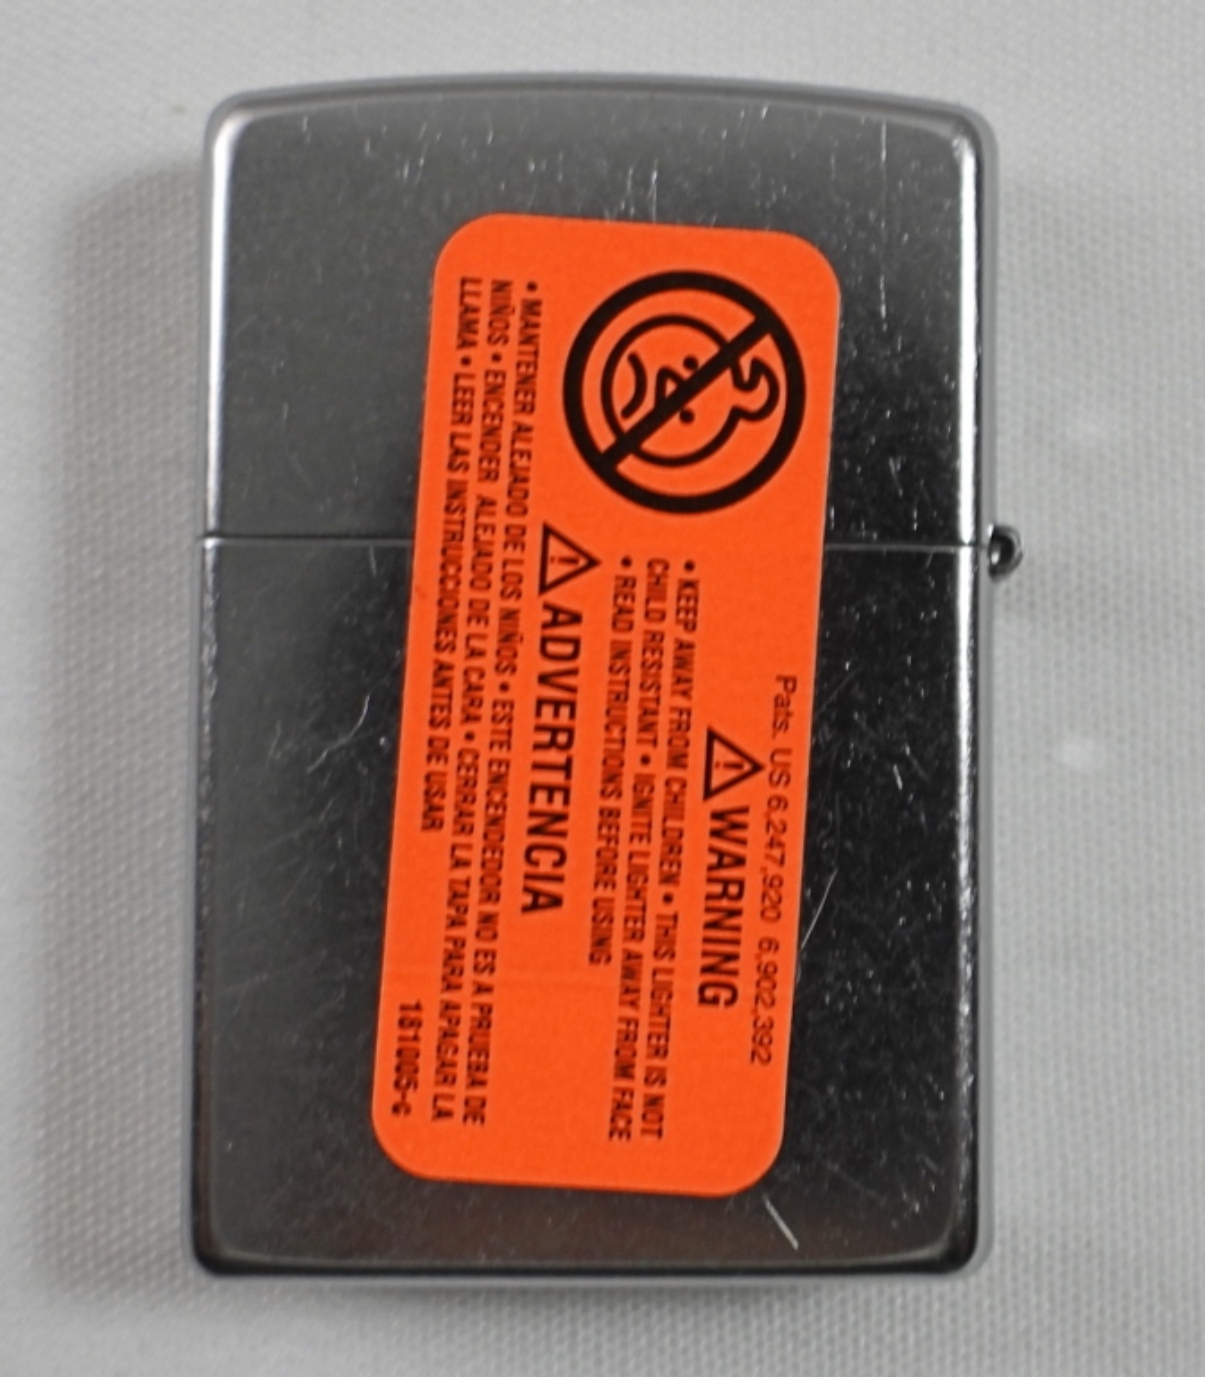 Pats. US 6,247,920 6,902,392
⚠ WARNING
• KEEP AWAY FROM CHILDREN • THIS LIGHTER IS NOT
CHILD RESISTANT • IGNITE LIGHTER AWAY FROM FACE
• READ INSTRUCTIONS BEFORE USING
⚠ ADVERTENCIA
• MANTENER ALEJADO DE LOS NIÑOS • ESTE ENCENDEDOR NO ES A PRUEBA DE
NIÑOS • ENCENDER ALEJADO DE LA CARA • CERRAR LA TAPA PARA APAGAR LA
LLAMA • LEER LAS INSTRUCCIONES ANTES DE USAR
181005-G